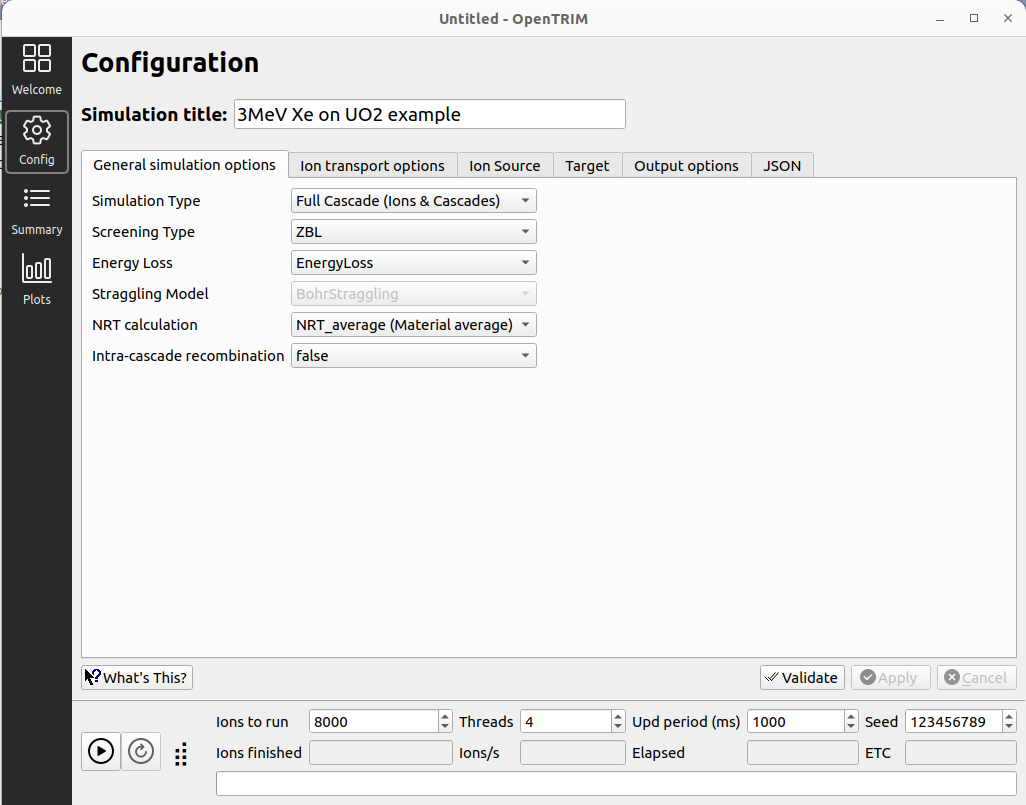 Untitled - OpenTRIM
Welcome
Config
Summary
Plots
Configuration
Simulation title: 3MeV Xe on UO2 example
General simulation options Ion transport options Ion Source Target Output options JSON
Simulation Type Full Cascade (Ions & Cascades)
Screening Type ZBL
Energy Loss EnergyLoss
Straggling Model BohrStraggling
NRT calculation NRT_average (Material average)
Intra-cascade recombination false
What's This? Validate Apply Cancel
Ions to run 8000 Threads 4 Upd period (ms) 1000 Seed 123456789
Ions finished Ions/s Elapsed ETC